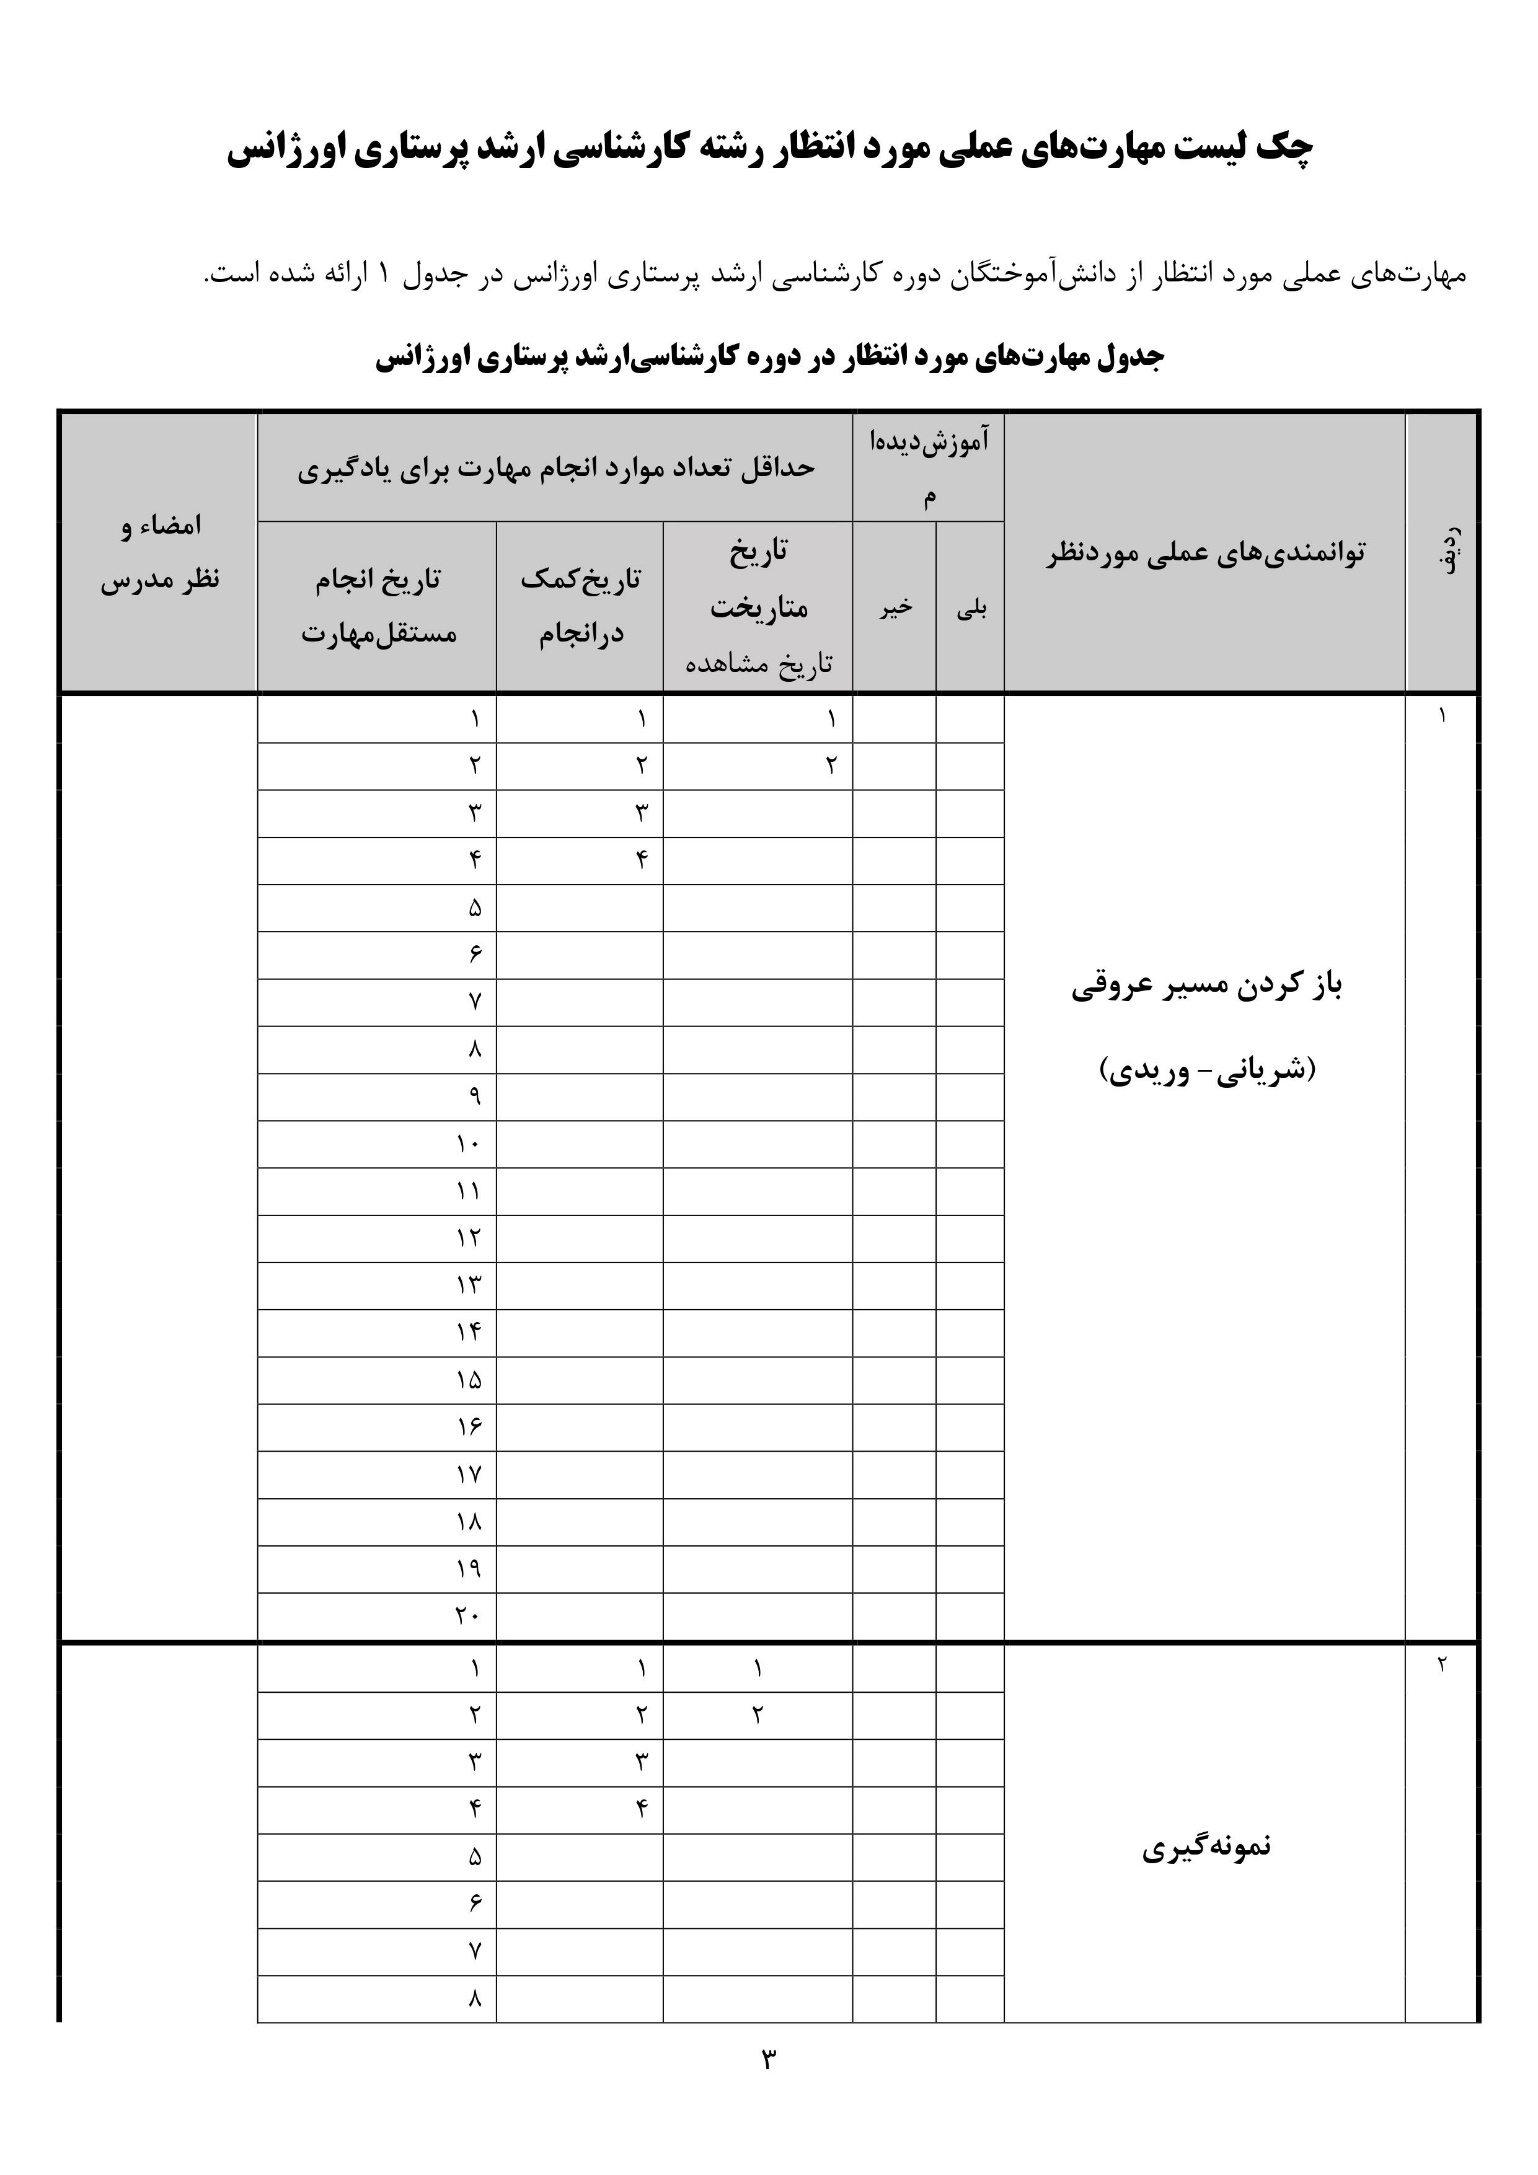 چک لیست مهارت‌های عملی مورد انتظار رشته کارشناسی ارشد پرستاری اورژانس
مهارت‌های عملی مورد انتظار از دانش‌آموختگان دوره کارشناسی ارشد پرستاری اورژانس در جدول ۱ ارائه شده است.
جدول مهارت‌های مورد انتظار در دوره کارشناسی‌ارشد پرستاری اورژانس
ردیف
توانمندی‌های عملی موردنظر
آموزش‌دیده‌ا
م
بلی
خیر
حداقل تعداد موارد انجام مهارت برای یادگیری
تاریخ
متاریخت
تاریخ مشاهده
تاریخ‌کمک
درانجام
تاریخ انجام
مستقل‌مهارت
امضاء و
نظر مدرس
۱
باز کردن مسیر عروقی
(شریانی- وریدی)
۱ ۱ ۱
۲ ۲ ۲
۳ ۳
۴ ۴
۵
۶
۷
۸
۹
۱۰
۱۱
۱۲
۱۳
۱۴
۱۵
۱۶
۱۷
۱۸
۱۹
۲۰
۲
نمونه‌گیری
۱ ۱ ۱
۲ ۲ ۲
۳ ۳
۴ ۴
۵
۶
۷
۸
۳